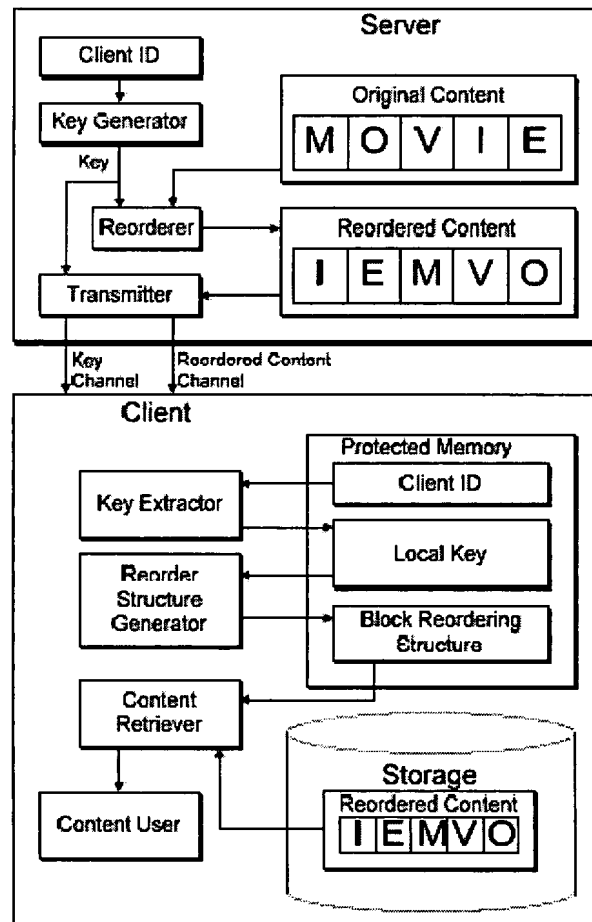 Server
Client ID
Key Generator
Key
Original Content
M O V I E
Reorderer
Reordered Content
I E M V O
Transmitter
Key
Channel
Reordered Content
Channel
Client
Protected Memory
Client ID
Key Extractor
Local Key
Reorder
Structure
Generator
Block Reordering
Structure
Content
Retriever
Storage
Reordered Content
I E M V O
Content User